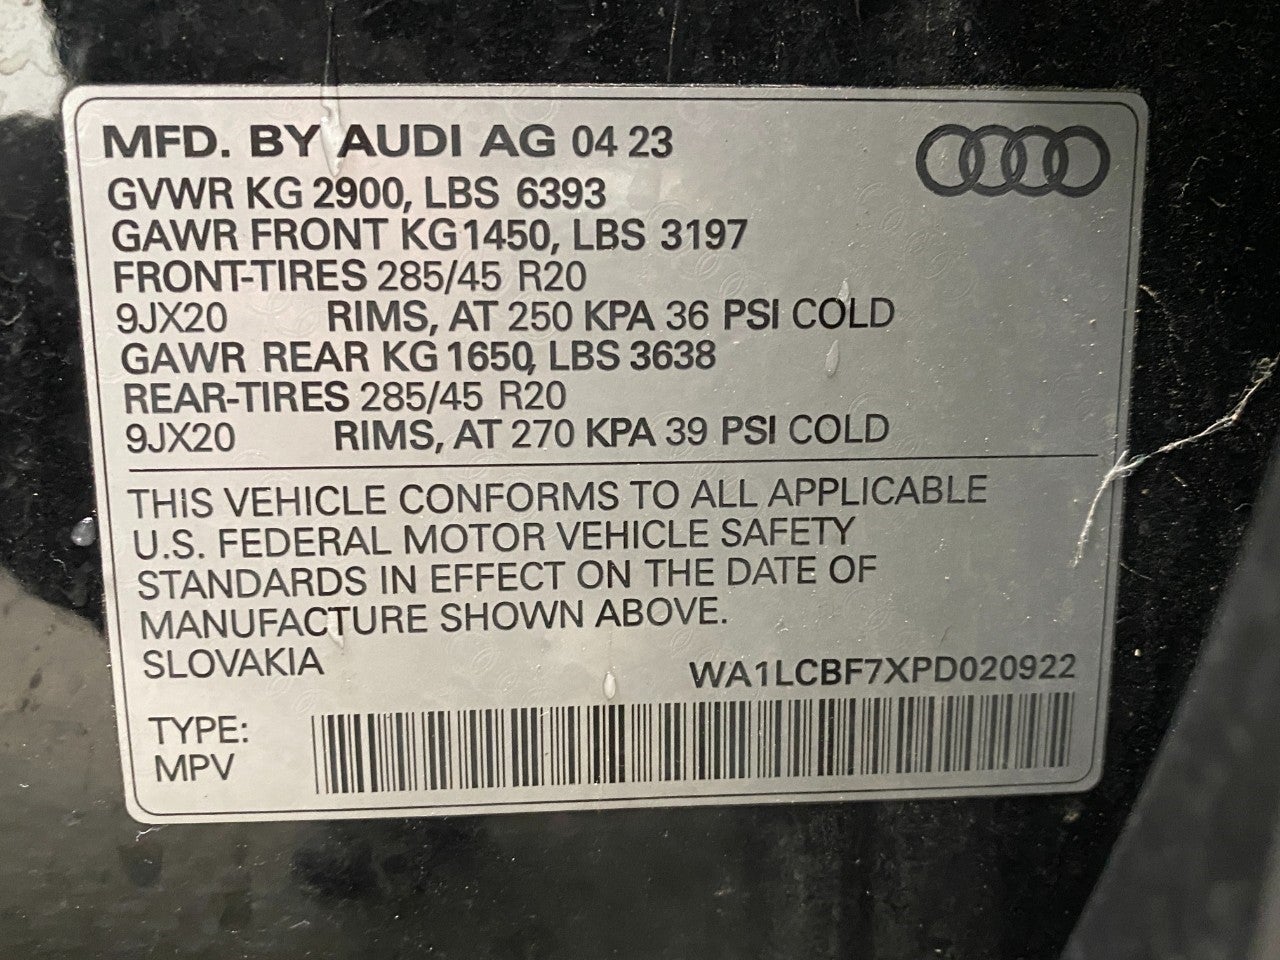 MFD. BY AUDI AG 04 23
GVWR KG 2900, LBS 6393
GAWR FRONT KG1450, LBS 3197
FRONT-TIRES 285/45 R20
9JX20 RIMS, AT 250 KPA 36 PSI COLD
GAWR REAR KG 1650, LBS 3638
REAR-TIRES 285/45 R20
9JX20 RIMS, AT 270 KPA 39 PSI COLD
THIS VEHICLE CONFORMS TO ALL APPLICABLE
U.S. FEDERAL MOTOR VEHICLE SAFETY
STANDARDS IN EFFECT ON THE DATE OF
MANUFACTURE SHOWN ABOVE.
SLOVAKIA WA1LCBF7XPD020922
TYPE:
MPV